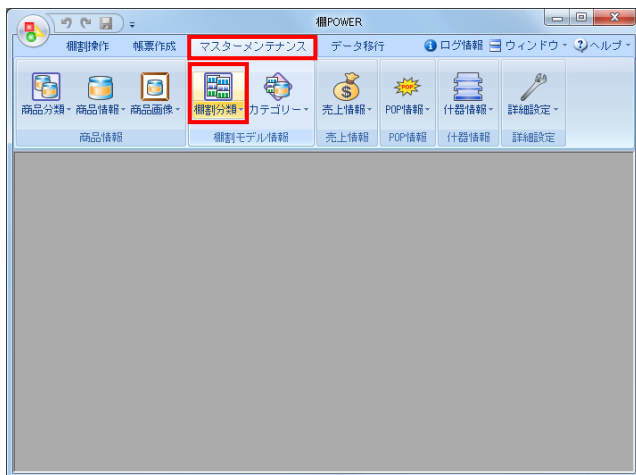 棚POWER
棚割操作 帳票作成 マスターメンテナンス データ移行 ログ情報 ウィンドウ ヘルプ
商品分類 商品情報 商品画像 棚割分類 カテゴリー 売上情報 POP情報 什器情報 詳細設定
商品情報 棚割モデル情報 売上情報 POP情報 什器情報 詳細設定